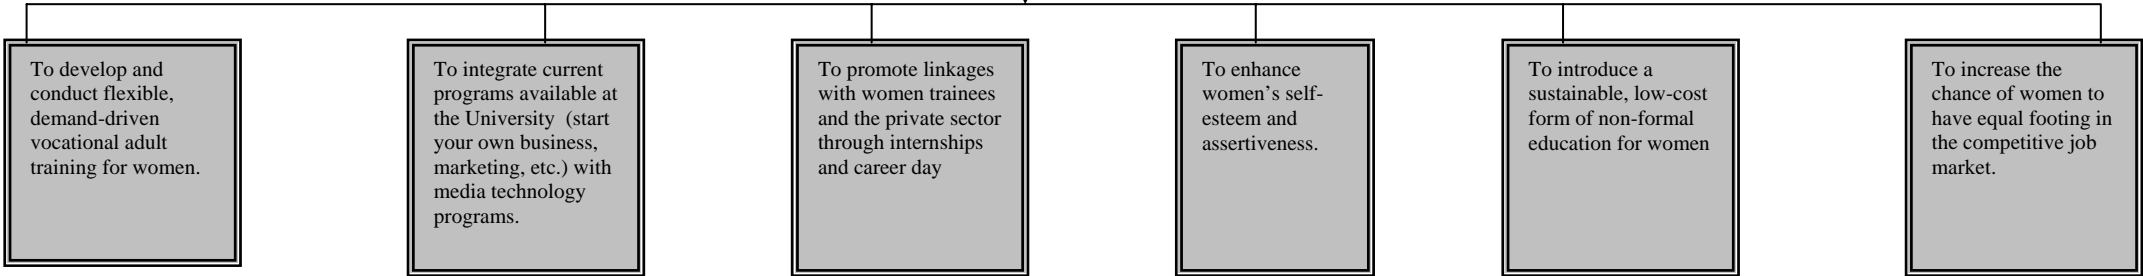 To develop and
conduct flexible,
demand-driven
vocational adult
training for women.
To integrate current
programs available at
the University  (start
your own business,
marketing, etc.) with
media technology
programs.
To promote linkages
with women trainees
and the private sector
through internships
and career day
To enhance
women’s self-
esteem and
assertiveness.
To introduce a
sustainable, low-cost
form of non-formal
education for women
To increase the
chance of women to
have equal footing in
the competitive job
market.